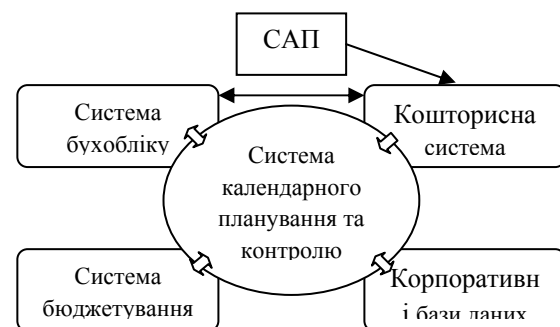 САП
Система
бухобліку
Кошторисна
система
Система
календарного
планування та
контролю
Система
бюджетування
Корпоративн
і бази даних